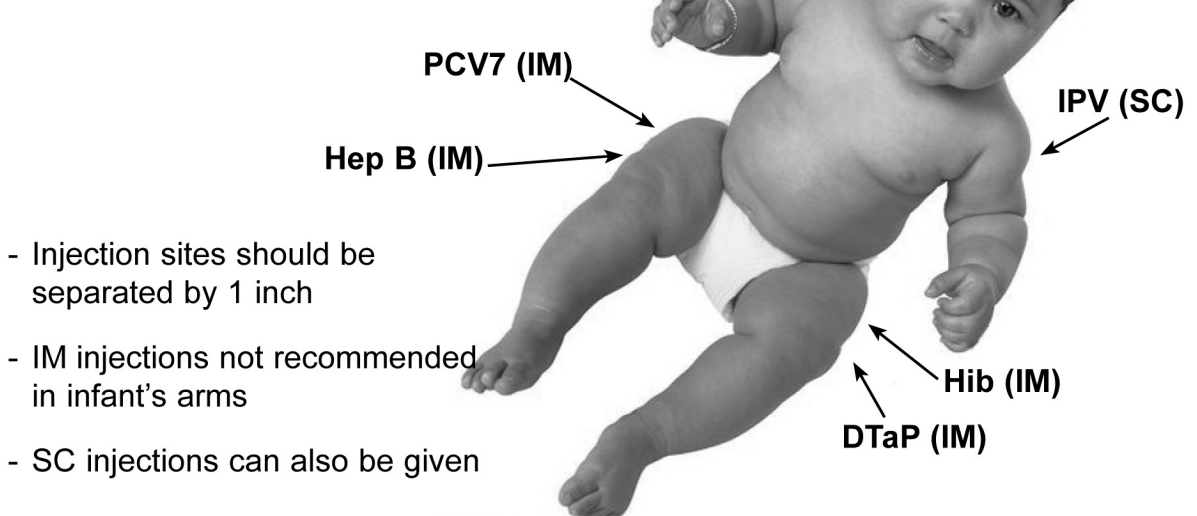 PCV7 (IM)
IPV (SC)
Hep B (IM)
- Injection sites should be
separated by 1 inch
- IM injections not recommended
in infant's arms
Hib (IM)
DTaP (IM)
- SC injections can also be given